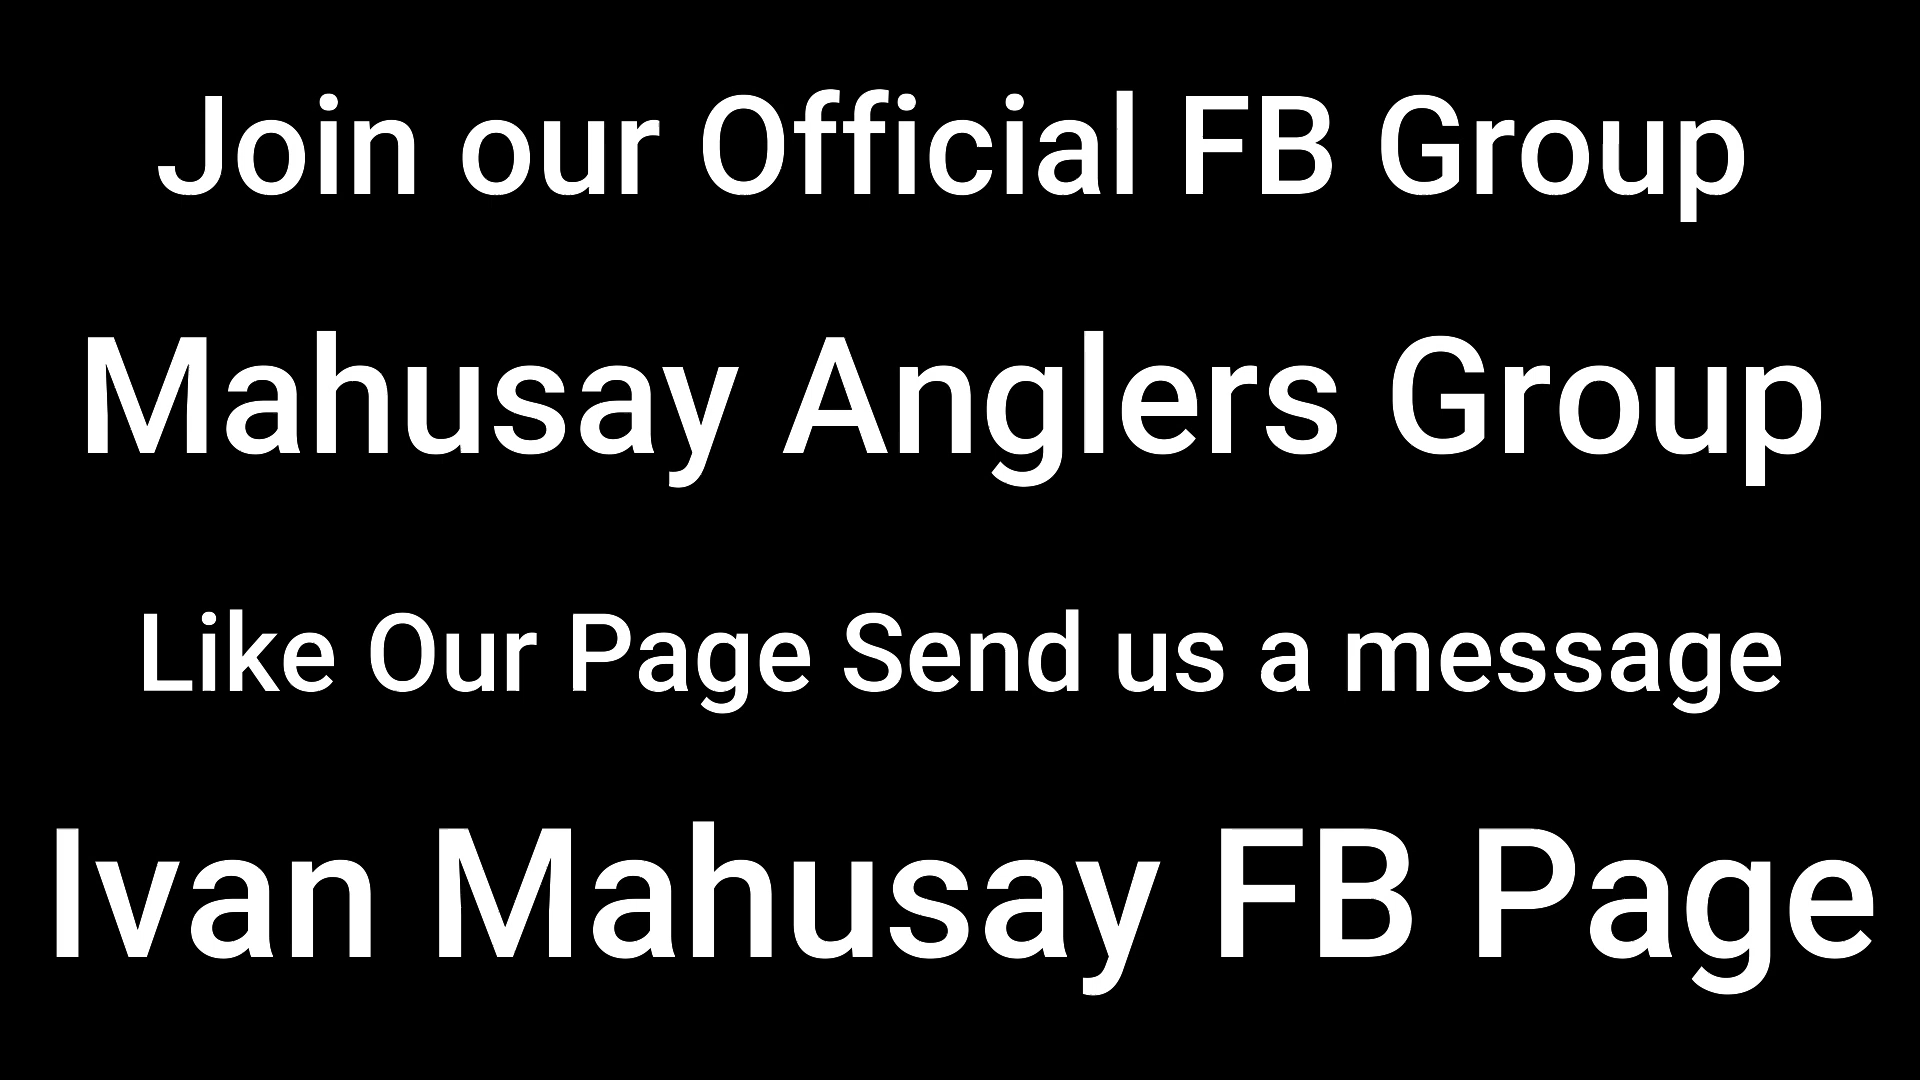 Join our Official FB Group
Mahusay Anglers Group
Like Our Page Send us a message
Ivan Mahusay FB Page